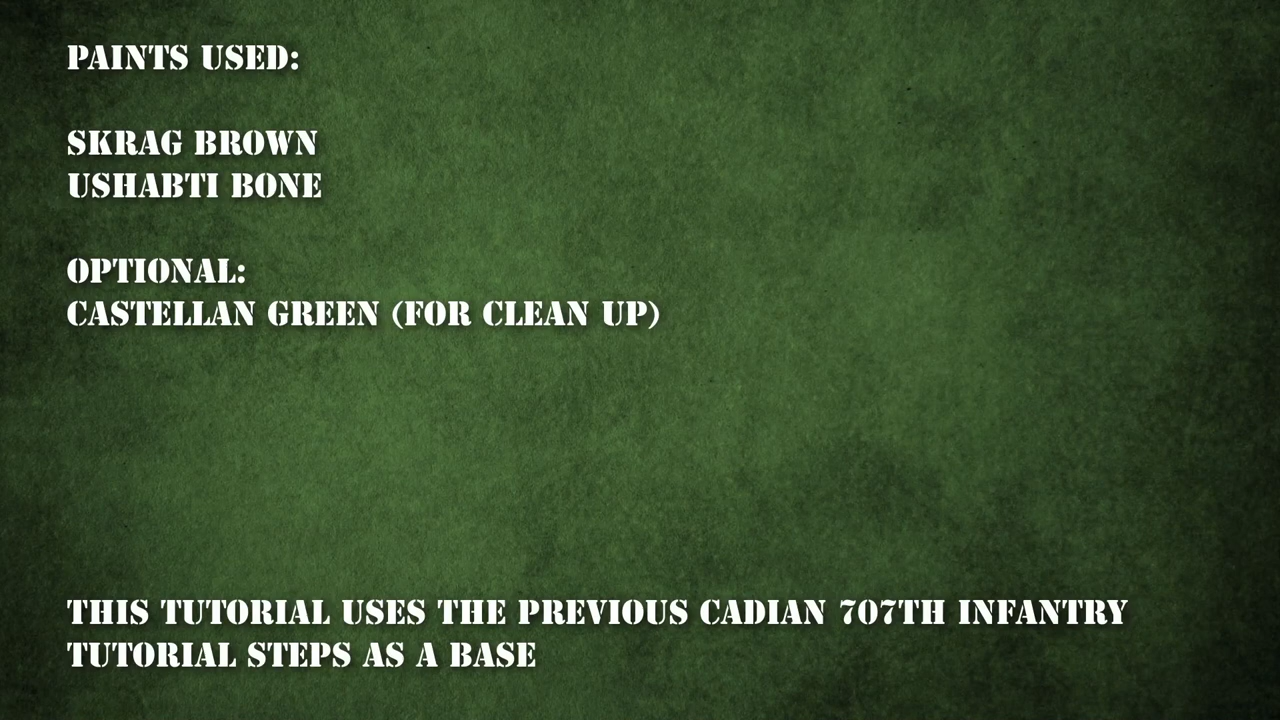 PAINTS USED:
SKRAG BROWN
USHABTI BONE
OPTIONAL:
CASTELLAN GREEN (FOR CLEAN UP)
THIS TUTORIAL USES THE PREVIOUS CADIAN 707TH INFANTRY
TUTORIAL STEPS AS A BASE